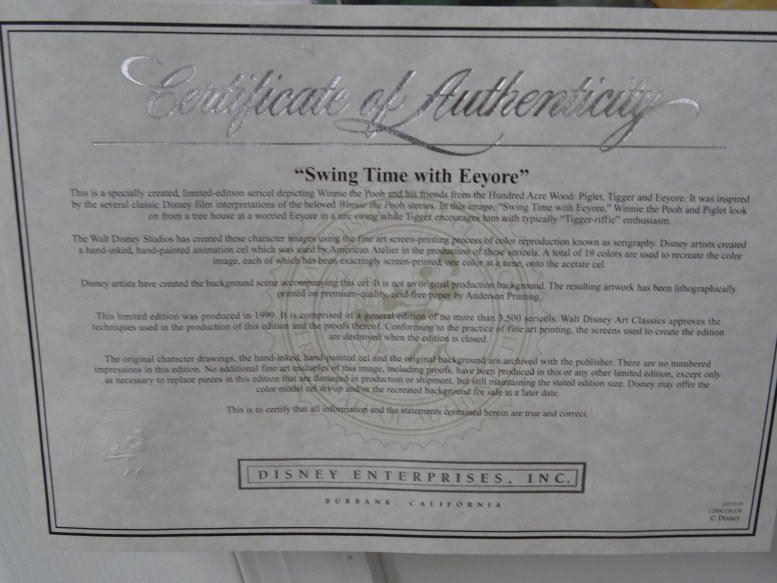 Certificate of Authenticity
“Swing Time with Eeyore”
This is a specially created, limited-edition sericel depicting Winnie the Pooh and his friends from the Hundred Acre Wood: Piglet, Tigger and Eeyore. It was inspired
by the several classic Disney film interpretations of the beloved Winnie the Pooh stories. In this image, “Swing Time with Eeyore,” Winnie the Pooh and Piglet look
on from a tree house at a worried Eeyore in a tire swing while Tigger encourages him with typically “Tigger-riffic” enthusiasm.
The Walt Disney Studios has created these character images using the fine art screen-printing process of color reproduction known as serigraphy. Disney artists created
a hand-inked, hand-painted animation cel which was used by American Atelier in the production of these sericels. A total of 19 colors are used to recreate the color
image, each of which has been exactingly screen-printed, one color at a time, onto the acetate cel.
Disney artists have created the background scene accompanying this cel. It is not an original production background. The resulting artwork has been lithographically
printed on premium-quality, acid-free paper by Anderson Printing.
This limited edition was produced in 1999. It is comprised of a general edition of no more than 3,500 sericels. Walt Disney Art Classics approves the
techniques used in the production of this edition and the proofs thereof. Conforming to the practice of fine art printing, the screens used to create the edition
are destroyed when the edition is closed.
The original character drawings, the hand-inked, hand-painted cel and the original background are archived with the publisher. There are no numbered
impressions in this edition. No additional fine art multiples of this image, including proofs, have been produced in this or any other limited edition, except only
as necessary to replace pieces in this edition that are damaged in production or shipment, but still maintaining the stated edition size. Disney may offer the
color model cel set-up and/or the recreated background for sale at a later date.
This is to certify that all information and the statements contained herein are true and correct.
DISNEY ENTERPRISES, INC.
BURBANK, CALIFORNIA
© Disney